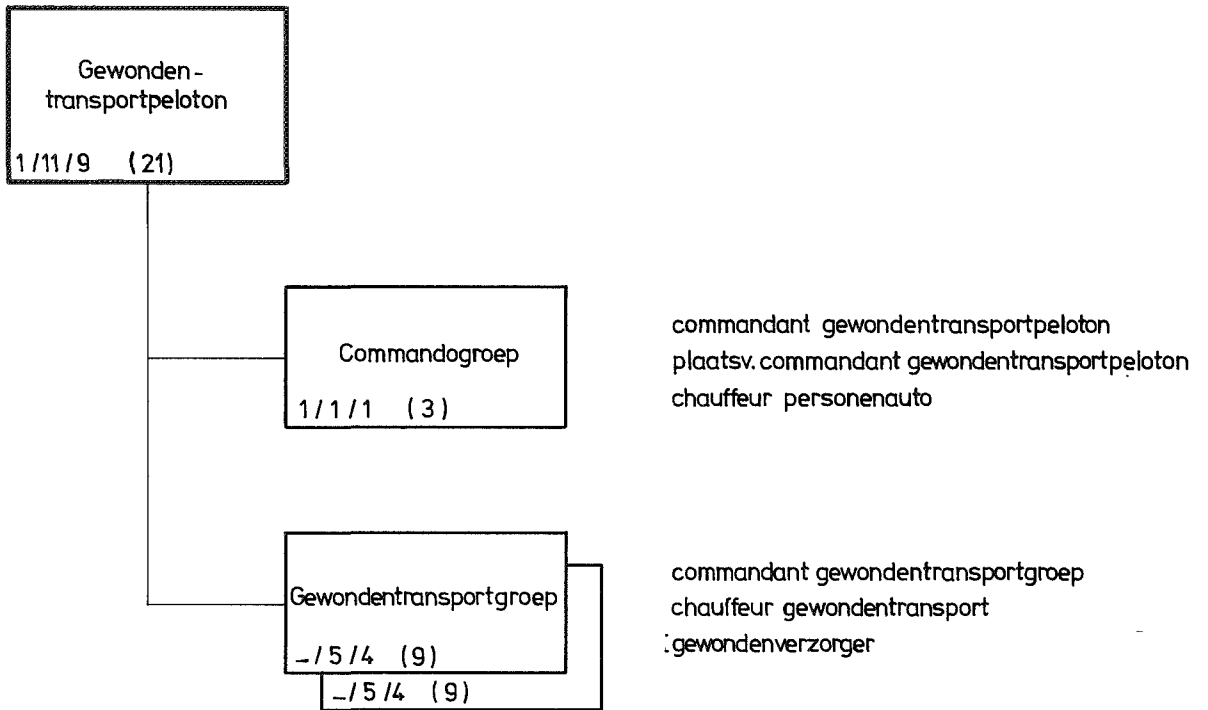 Gewonden-
transportpeloton
1/11/9 (21)
Commandogroep
1/1/1 (3)
commandant gewondentransportpeloton
plaatsv. commandant gewondentransportpeloton
chauffeur personenauto
Gewondentransportgroep
-/5/4 (9)
-/5/4 (9)
commandant gewondentransportgroep
chauffeur gewondentransport
gewondenverzorger